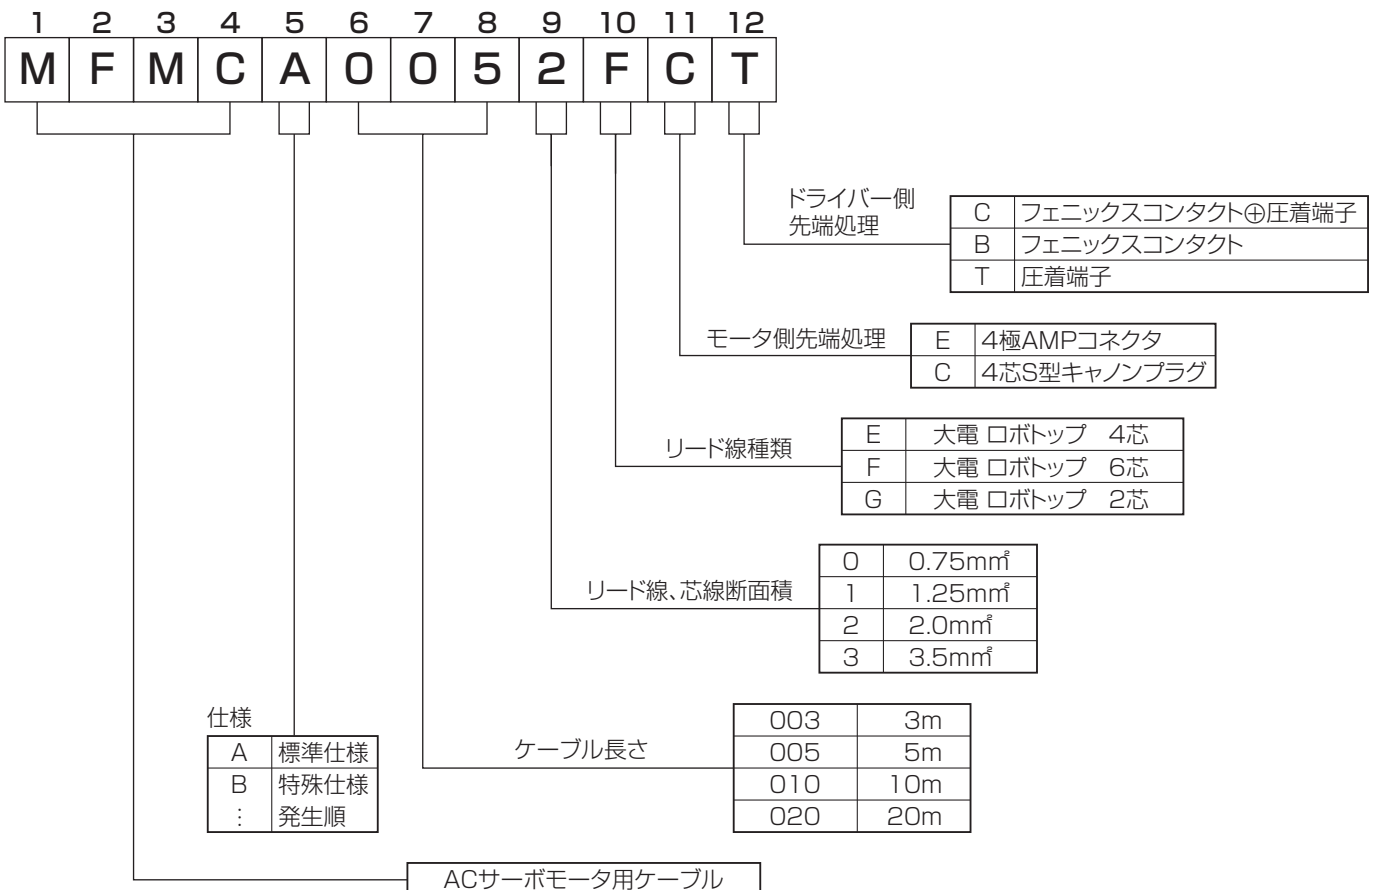 1 2 3 4 5 6 7 8 9 10 11 12
M F M C A 0 0 5 2 F C T
ドライバー側
先端処理
C フェニックスコンタクト⊕圧着端子
B フェニックスコンタクト
T 圧着端子
モータ側先端処理
E 4極AMPコネクタ
C 4芯S型キャノンプラグ
リード線種類
E 大電 ロボトップ 4芯
F 大電 ロボトップ 6芯
G 大電 ロボトップ 2芯
リード線、芯線断面積
0 0.75mm²
1 1.25mm²
2 2.0mm²
3 3.5mm²
仕様
A 標準仕様
B 特殊仕様
⋮ 発生順
ケーブル長さ
003 3m
005 5m
010 10m
020 20m
ACサーボモータ用ケーブル